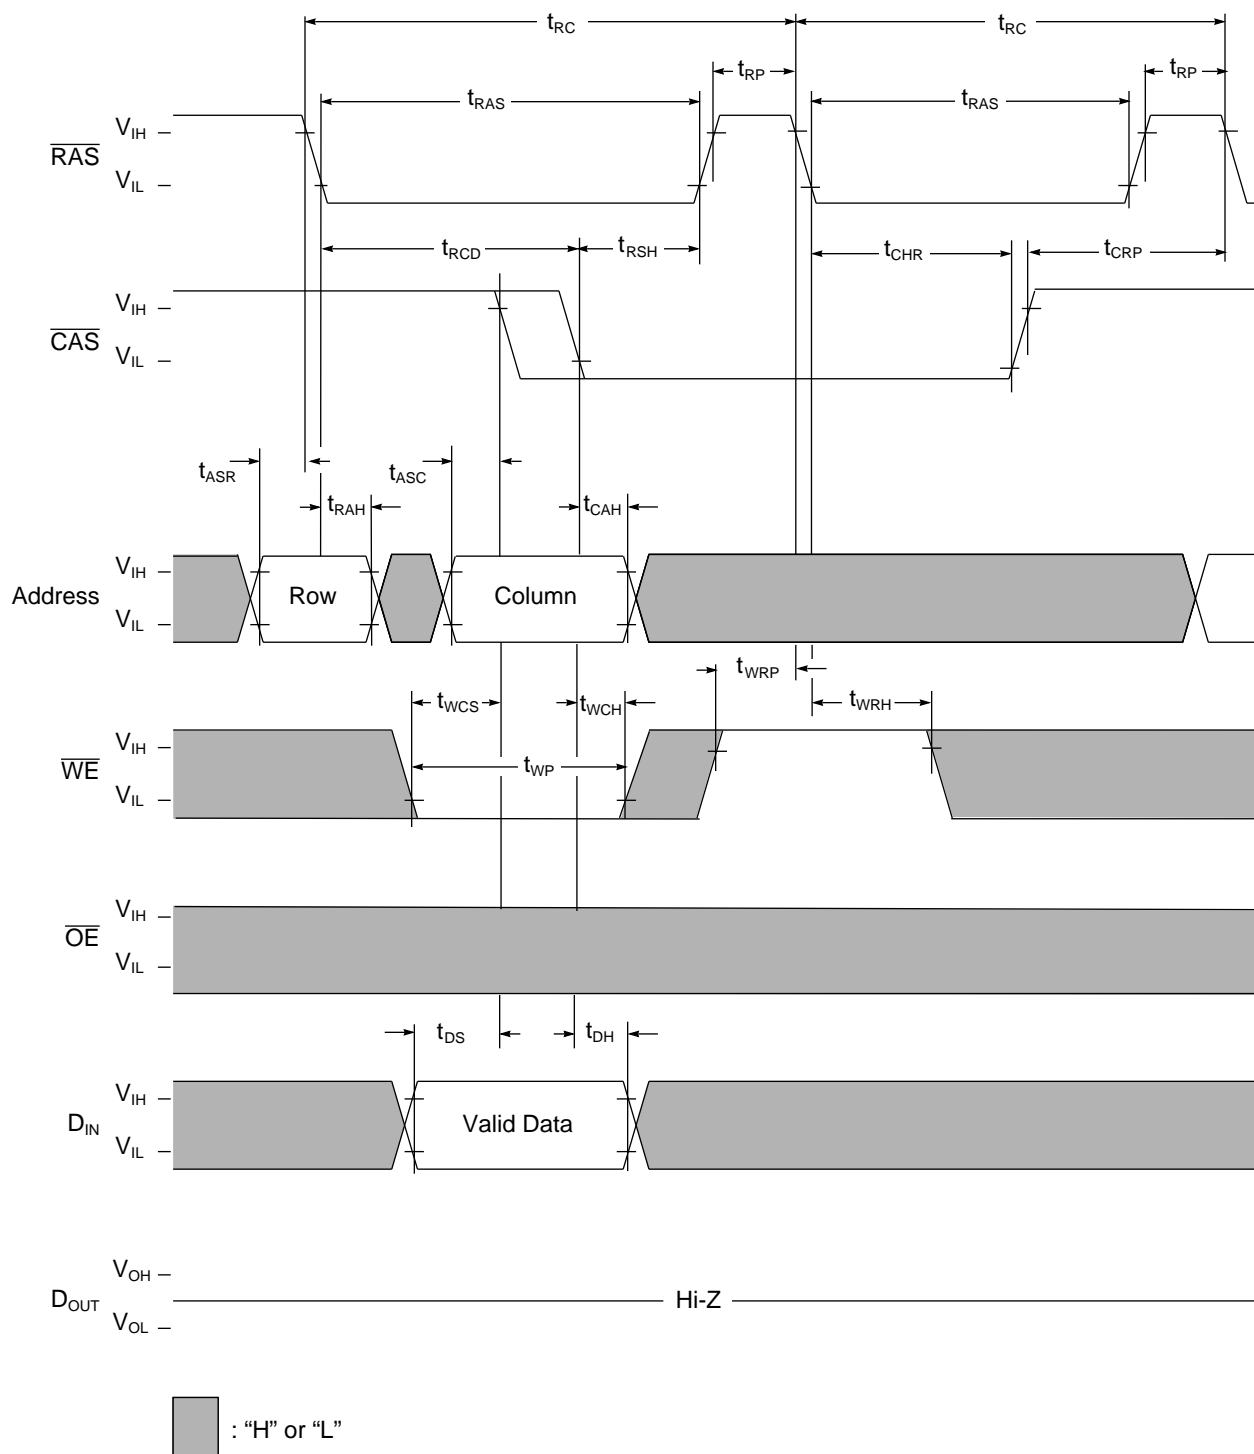 tRC tRC
tRP tRP
tRAS tRAS
VIH
RAS
VIL
tRCD tRSH tCHR tCRP
VIH
CAS
VIL
tASR tASC
tRAH tCAH
VIH
Address Row Column
VIL
tWRP
tWCS tWCH tWRH
VIH
WE tWP
VIL
VIH
OE
VIL
tDS tDH
VIH
DIN Valid Data
VIL
VOH
DOUT Hi-Z
VOL
: “H” or “L”